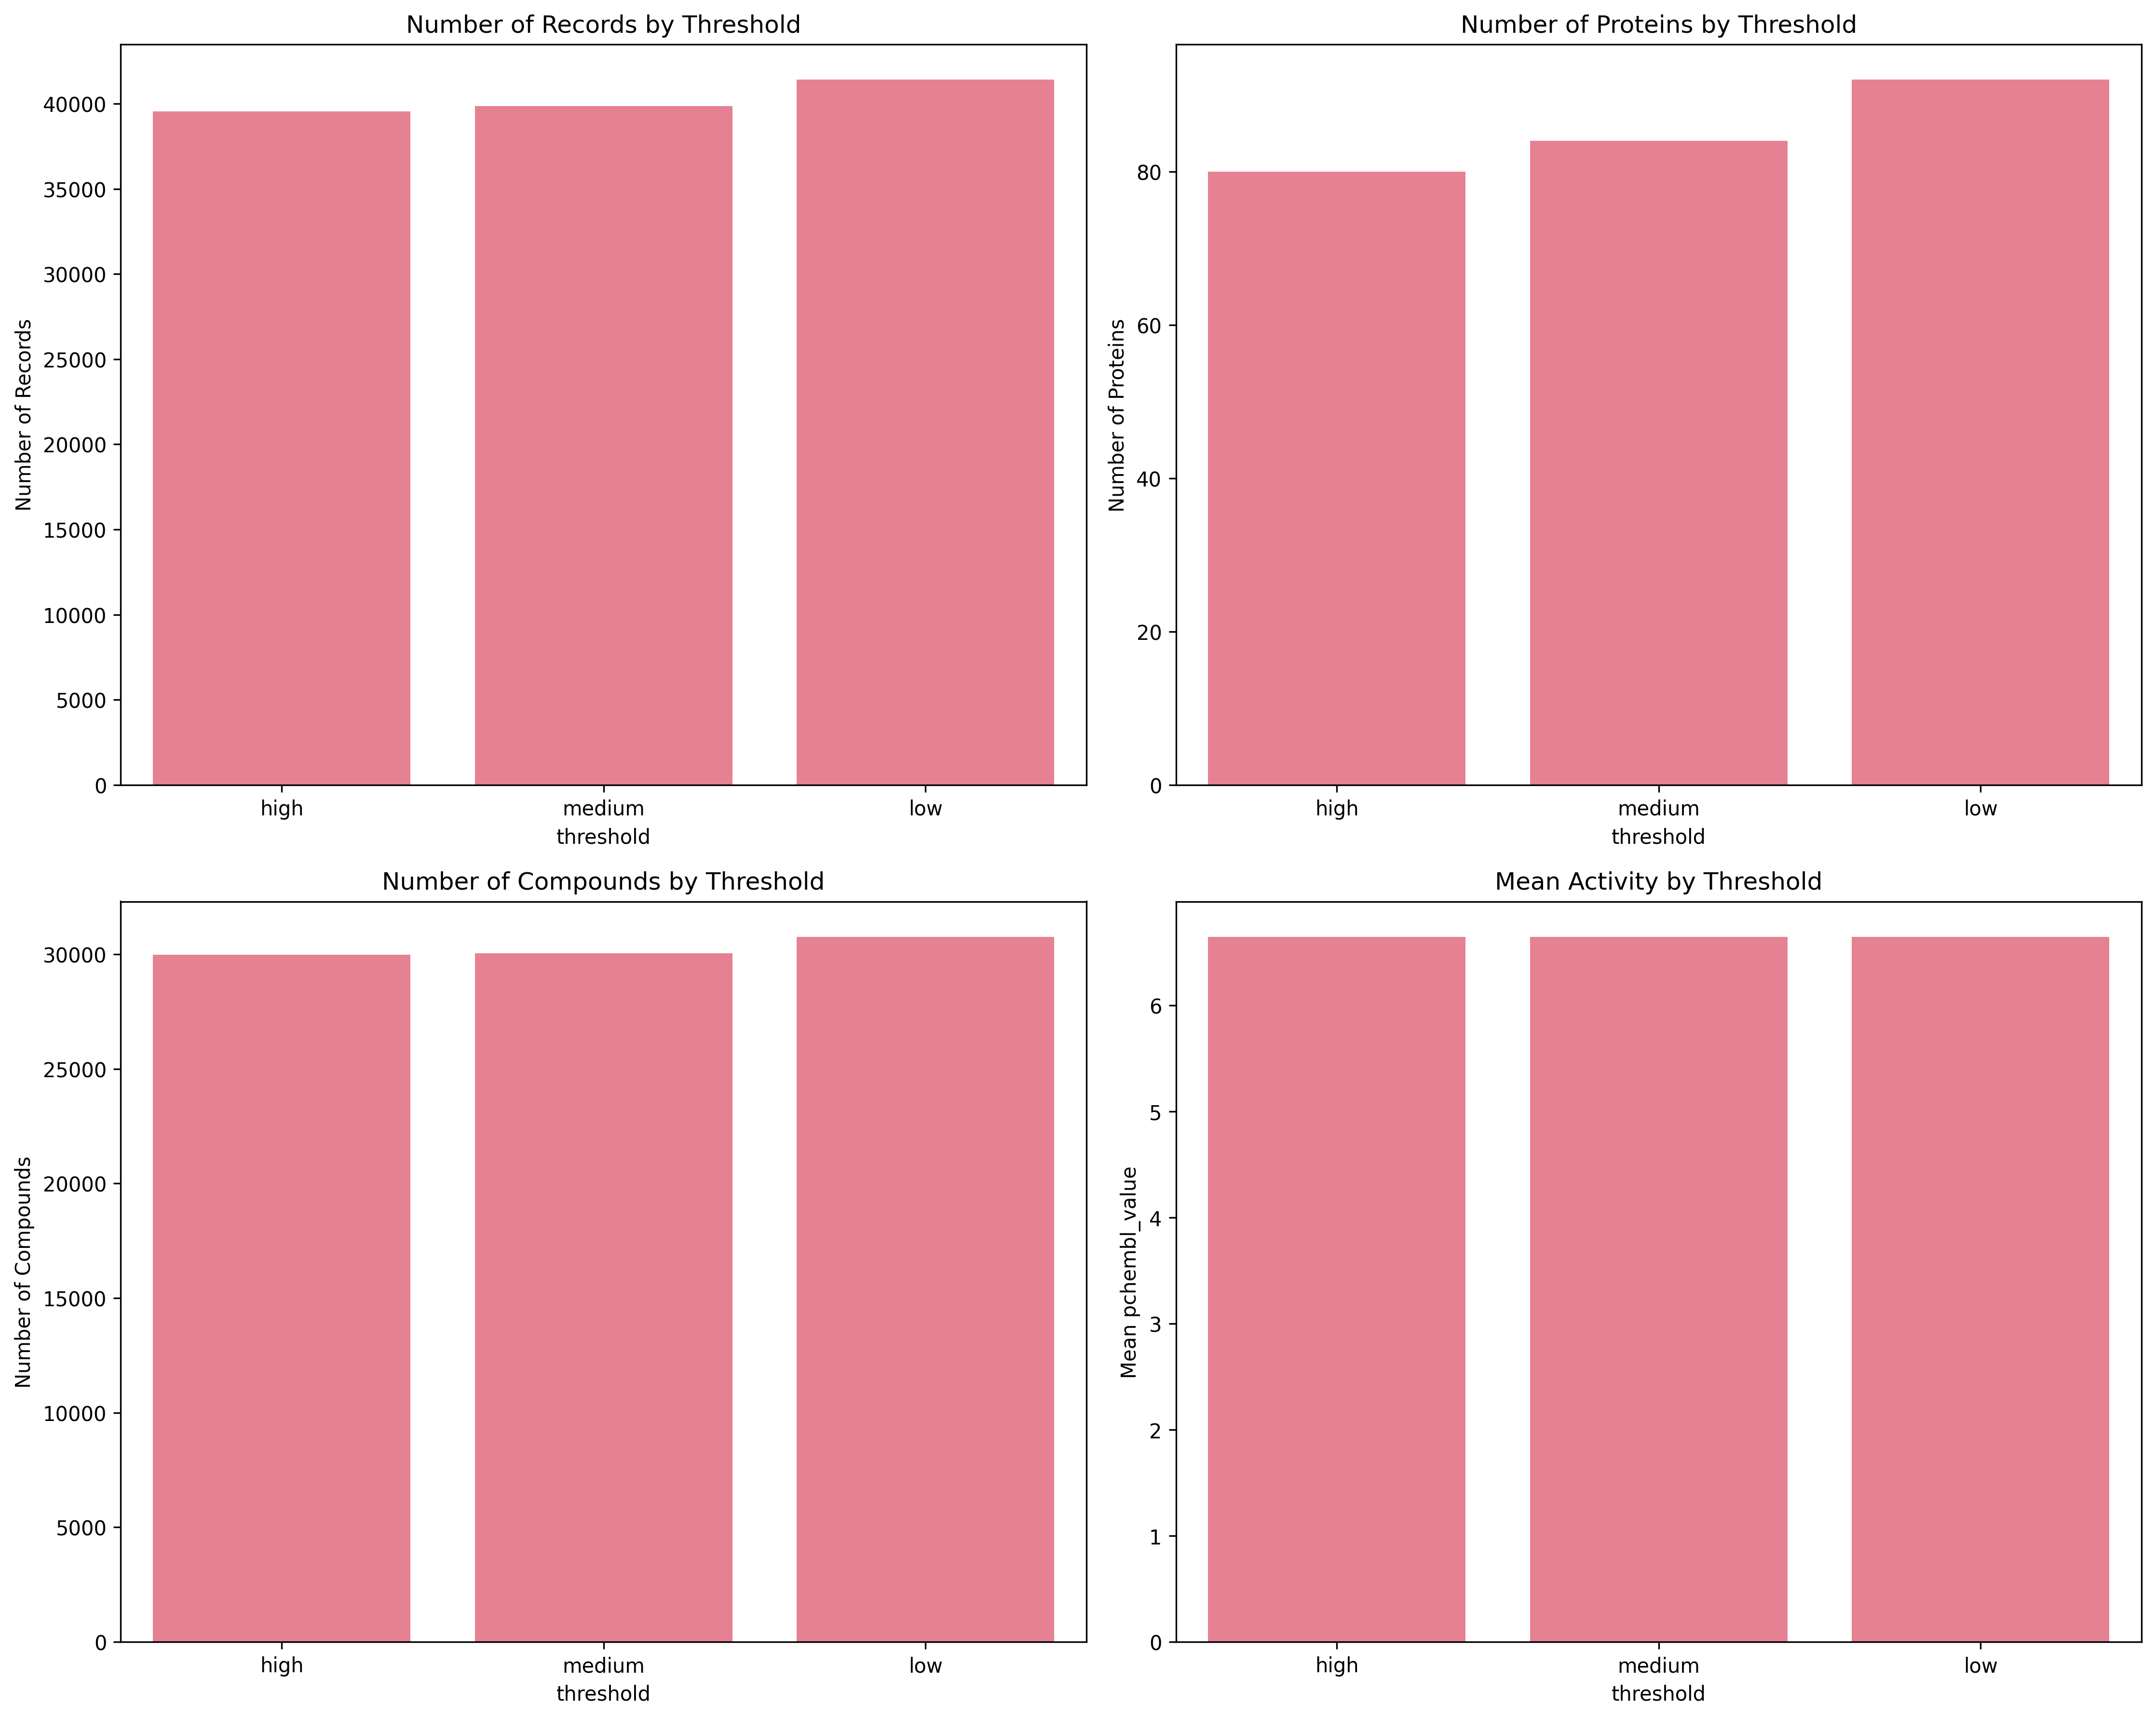 Number of Records by Threshold
Number of Records
40000
35000
30000
25000
20000
15000
10000
5000
0
high medium low
threshold
Number of Proteins by Threshold
Number of Proteins
80
60
40
20
0
high medium low
threshold
Number of Compounds by Threshold
Number of Compounds
30000
25000
20000
15000
10000
5000
0
high medium low
threshold
Mean Activity by Threshold
Mean pchembl_value
6
5
4
3
2
1
0
high medium low
threshold